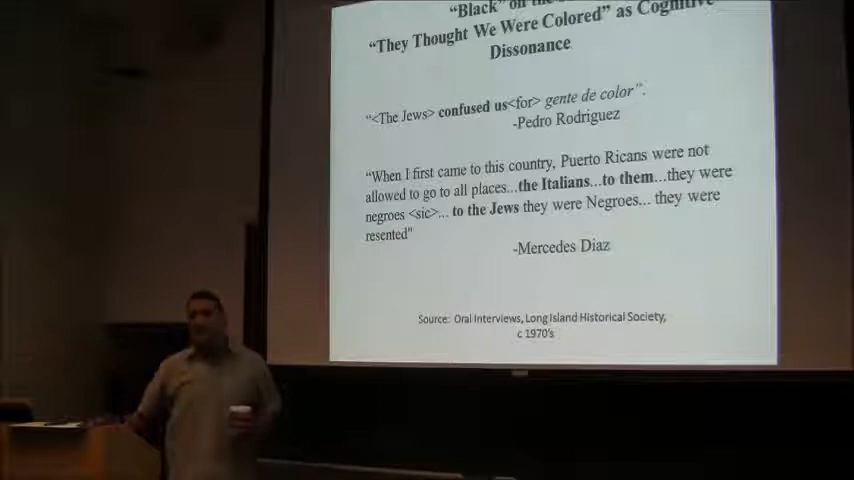 "Black" on the
"They Thought We Were Colored" as Cognitive
Dissonance
"<The Jews> confused us<for> gente de color".
-Pedro Rodriguez
"When I first came to this country, Puerto Ricans were not
allowed to go to all places...the Italians...to them...they were
negroes <sic>... to the Jews they were Negroes... they were
resented"
-Mercedes Diaz
Source: Oral Interviews, Long Island Historical Society,
c 1970's